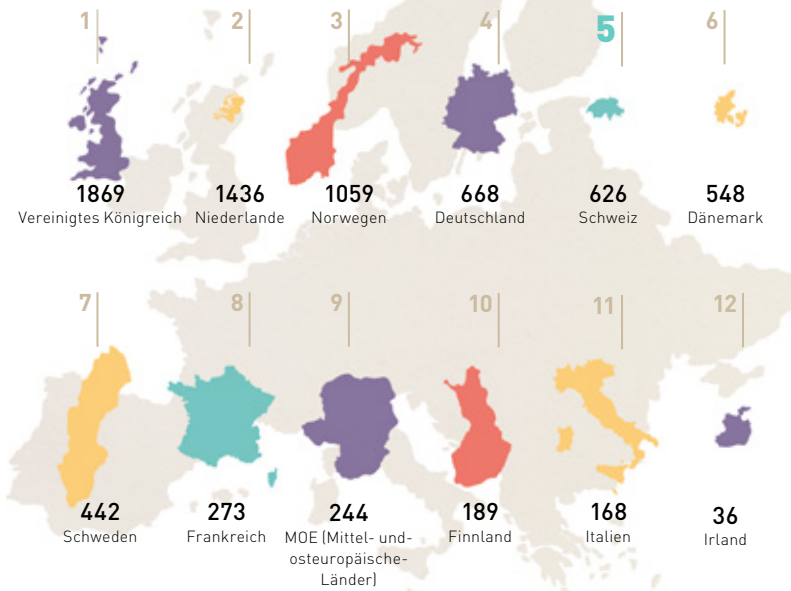 1
2
3
4
5
6
1869
1436
1059
668
626
548
Vereinigtes Königreich
Niederlande
Norwegen
Deutschland
Schweiz
Dänemark
7
8
9
10
11
12
442
273
244
189
168
36
Schweden
Frankreich
MOE (Mittel- und-
osteuropäische-
Länder)
Finnland
Italien
Irland